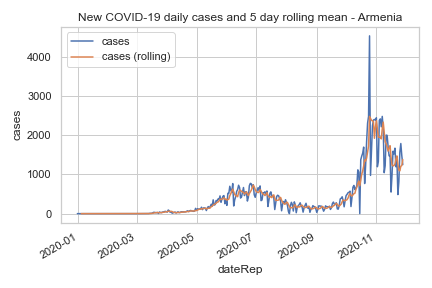 New COVID-19 daily cases and 5 day rolling mean - Armenia
cases
cases (rolling)
4000
3000
2000
1000
0
cases
2020-01
2020-03
2020-05
2020-07
2020-09
2020-11
dateRep